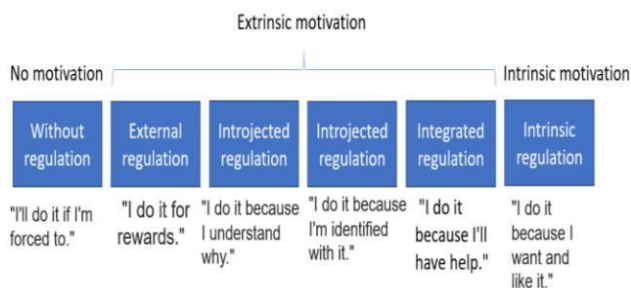 Extrinsic motivation
No motivation
Intrinsic motivation
Without
regulation
External
regulation
Introjected
regulation
Introjected
regulation
Integrated
regulation
Intrinsic
regulation
"I'll do it if I'm
forced to."
"I do it for
rewards."
"I do it because
I understand
why."
"I do it because
I'm identified
with it."
"I do it
because I'll
have help."
"I do it
because I
want and
like it."